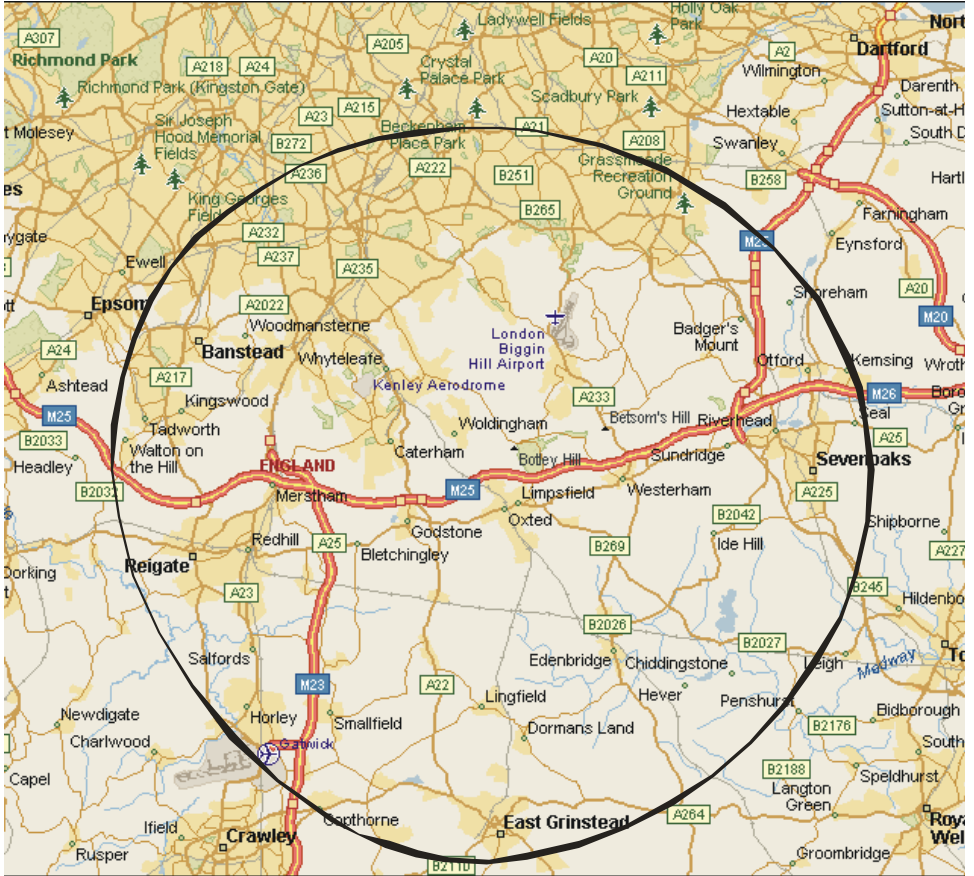 Ladywell Fields
Holly Oak
Park
Nort
A307
A205
A20
A2
Dartford
Richmond Park
A218
A24
Crystal
Palace Park
A211
Wilmington
Richmond Park (Kingston Gate)
Scadbury Park
Darenth
A215
Hextable
Sutton-at-H
t Molesey
Sir Joseph
Hood Memorial
Fields
A23
Beckenham
Place Park
A21
A208
South D
B272
Swanley
A222
Grassmeade
Recreation
Ground
A236
B251
B258
Hartl
es
King Georges
Field
B265
Farningham
ygate
A232
M25
Eynsford
A237
Ewell
A235
A20
Epsom
A2022
Shoreham
M20
Woodmansterne
London
Biggin
Hill Airport
Badger's
Mount
A24
Banstead
Whyteleafe
Otford
Kemsing
Wroth
Ashtead
A217
Kenley Aerodrome
A233
M26
Boro
Gr
Kingswood
M25
Betsom's Hill
Riverhead
Seal
B2033
Tadworth
Woldingham
A25
Walton on
the Hill
Caterham
Botley Hill
Sundridge
Headley
ENGLAND
Sevenoaks
B2032
Merstham
M25
Limpsfield
Westerham
A225
Oxted
B2042
Godstone
Shipborne
Redhill
A25
Bletchingley
B269
Ide Hill
A227
Reigate
Dorking
t
A23
B245
Hildenbo
B2026
B2027
Salfords
Edenbridge
Chiddingstone
Leigh
Medway
To
M23
A22
Hever
Penshurst
Lingfield
Newdigate
Horley
Smallfield
Bidborough
Dormans Land
B2176
Charlwood
Gatwick
South
Capel
B2188
Speldhurst
Langton
Green
Copthorne
East Grinstead
A264
Roya
Wel
Ifield
Crawley
Rusper
B2110
Groombridge